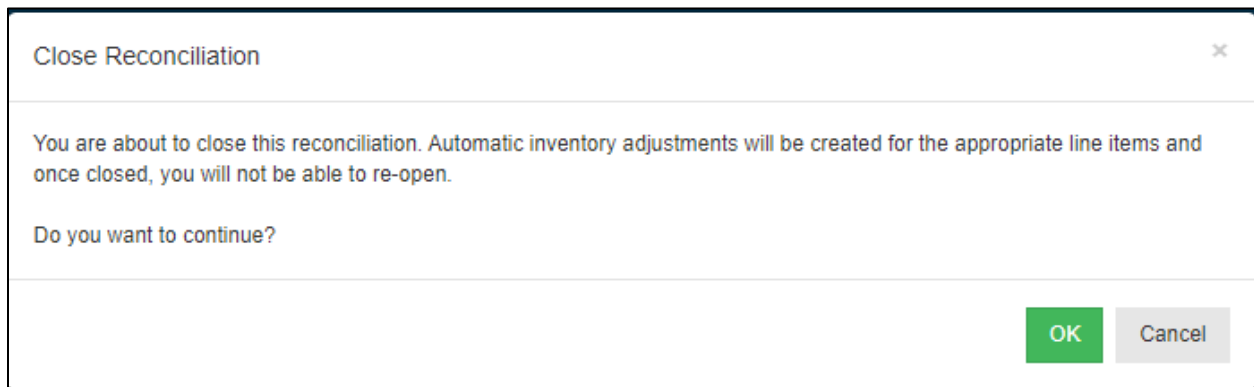 Close Reconciliation ×
You are about to close this reconciliation. Automatic inventory adjustments will be created for the appropriate line items and
once closed, you will not be able to re-open.
Do you want to continue?
OK Cancel